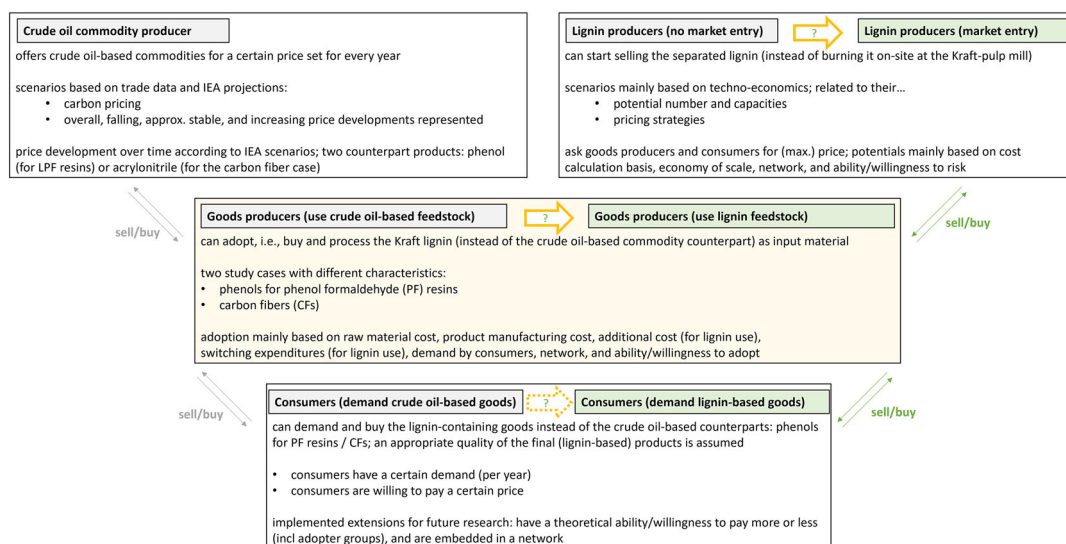 Crude oil commodity producer
offers crude oil-based commodities for a certain price set for every year
scenarios based on trade data and IEA projections:
• carbon pricing
• overall, falling, approx. stable, and increasing price developments represented
price development over time according to IEA scenarios; two counterpart products: phenol
(for LPF resins) or acrylonitrile (for the carbon fiber case)
Lignin producers (no market entry)
?
Lignin producers (market entry)
can start selling the separated lignin (instead of burning it on-site at the Kraft-pulp mill)
scenarios mainly based on techno-economics; related to their…
• potential number and capacities
• pricing strategies
ask goods producers and consumers for (max.) price; potentials mainly based on cost
calculation basis, economy of scale, network, and ability/willingness to risk
sell/buy
sell/buy
Goods producers (use crude oil-based feedstock)
?
Goods producers (use lignin feedstock)
can adopt, i.e., buy and process the Kraft lignin (instead of the crude oil-based commodity counterpart) as input material
two study cases with different characteristics:
• phenols for phenol formaldehyde (PF) resins
• carbon fibers (CFs)
adoption mainly based on raw material cost, product manufacturing cost, additional cost (for lignin use),
switching expenditures (for lignin use), demand by consumers, network, and ability/willingness to adopt
sell/buy
sell/buy
Consumers (demand crude oil-based goods)
?
Consumers (demand lignin-based goods)
can demand and buy the lignin-containing goods instead of the crude oil-based counterparts: phenols
for PF resins / CFs; an appropriate quality of the final (lignin-based) products is assumed
• consumers have a certain demand (per year)
• consumers are willing to pay a certain price
implemented extensions for future research: have a theoretical ability/willingness to pay more or less
(incl adopter groups), and are embedded in a network